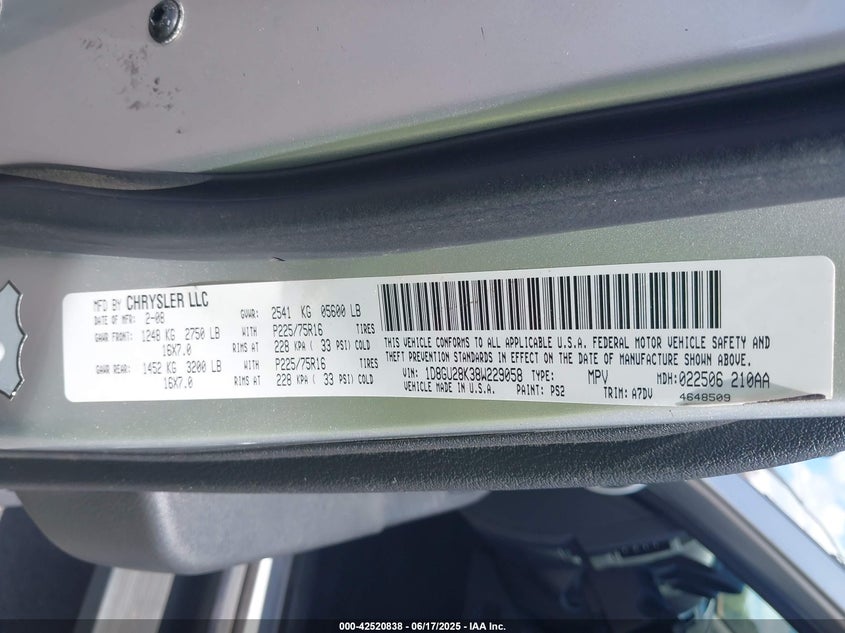 MFD BY CHRYSLER LLC
DATE OF MFR: 2-08
GVWR: 2541 KG 05600 LB
GAWR FRONT: 1248 KG 2750 LB WITH P225/75R16 TIRES
16X7.0 RIMS AT 228 KPA ( 33 PSI) COLD
GAWR REAR: 1452 KG 3200 LB WITH P225/75R16 TIRES
16X7.0 RIMS AT 228 KPA ( 33 PSI) COLD
THIS VEHICLE CONFORMS TO ALL APPLICABLE U.S.A. FEDERAL MOTOR VEHICLE SAFETY AND
THEFT PREVENTION STANDARDS IN EFFECT ON THE DATE OF MANUFACTURE SHOWN ABOVE.
VIN: 1D8GU28K38W229058 TYPE: MPV MDH: 022506 210AA
VEHICLE MADE IN U.S.A. PAINT: PS2 TRIM: A7DV 4648509
000-42520838 - 06/17/2025 - IAA Inc.